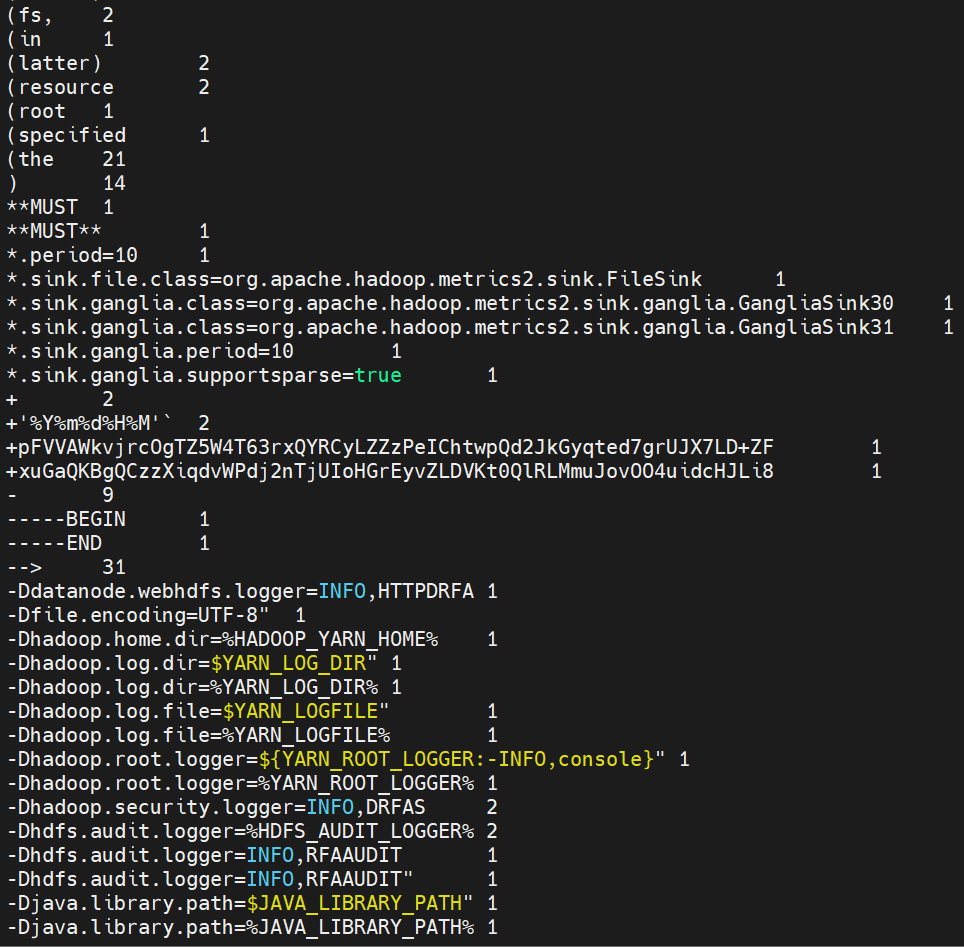 (fs,	2
(in	1
(latter)	2
(resource	2
(root	1
(specified	1
(the	21
)	14
**MUST	1
**MUST**	1
*.period=10	1
*.sink.file.class=org.apache.hadoop.metrics2.sink.FileSink	1
*.sink.ganglia.class=org.apache.hadoop.metrics2.sink.ganglia.GangliaSink30	1
*.sink.ganglia.class=org.apache.hadoop.metrics2.sink.ganglia.GangliaSink31	1
*.sink.ganglia.period=10	1
*.sink.ganglia.supportsparse=true	1
+	2
+'%Y%m%d%H%M'`	2
+pFVVAWkvjrcOgTZ5W4T63rxQYRCyLZZzPeIChtwpQd2JkGyqted7grUJX7LD+ZF	1
+xuGaQKBgQCzzXiqdvWPdj2nTjUIoHGrEyvZLDVKt0QlRLMmuJovOO4uidcHJLi8	1
-	9
-----BEGIN	1
-----END	1
-->	31
-Ddatanode.webhdfs.logger=INFO,HTTPDRFA	1
-Dfile.encoding=UTF-8"	1
-Dhadoop.home.dir=%HADOOP_YARN_HOME%	1
-Dhadoop.log.dir=$YARN_LOG_DIR"	1
-Dhadoop.log.dir=%YARN_LOG_DIR%	1
-Dhadoop.log.file=$YARN_LOGFILE"	1
-Dhadoop.log.file=%YARN_LOGFILE%	1
-Dhadoop.root.logger=${YARN_ROOT_LOGGER:-INFO,console}"	1
-Dhadoop.root.logger=%YARN_ROOT_LOGGER%	1
-Dhadoop.security.logger=INFO,DRFAS	2
-Dhdfs.audit.logger=%HDFS_AUDIT_LOGGER%	2
-Dhdfs.audit.logger=INFO,RFAAUDIT	1
-Dhdfs.audit.logger=INFO,RFAAUDIT"	1
-Djava.library.path=$JAVA_LIBRARY_PATH"	1
-Djava.library.path=%JAVA_LIBRARY_PATH%	1